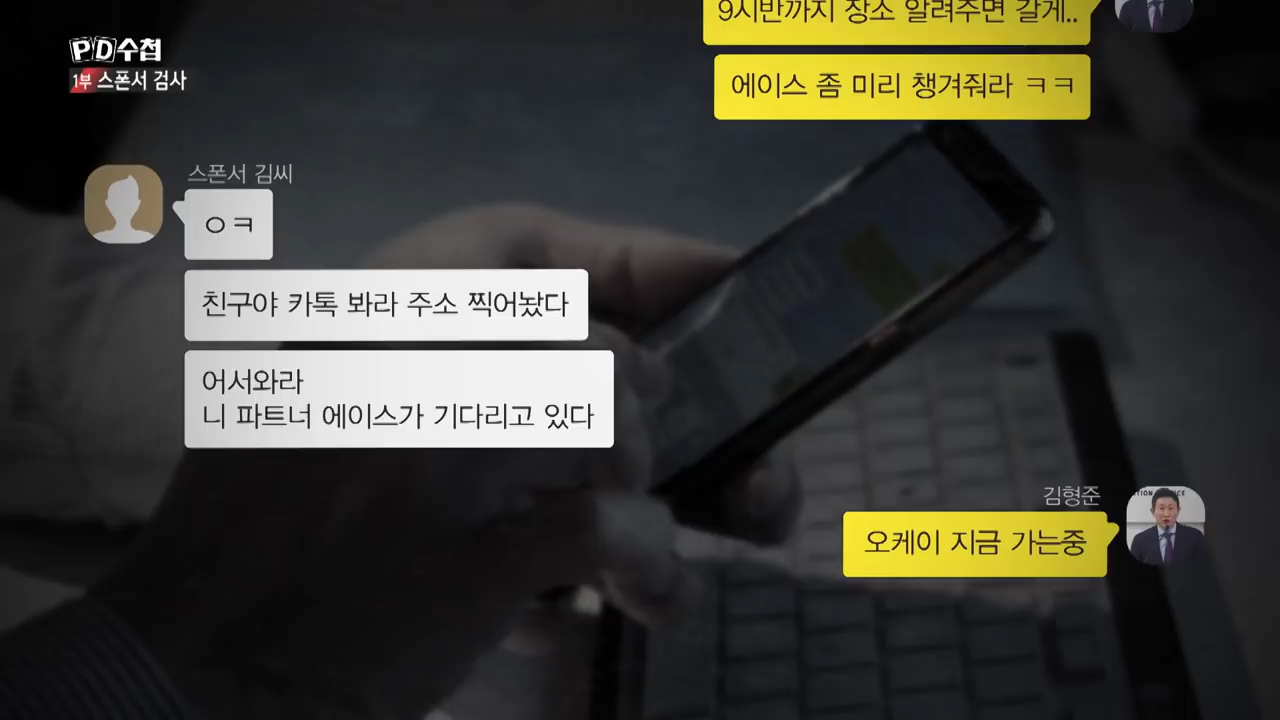 PD수첩
1부 스폰서 검사
9시반까지 장소 알려주면 갈게..
에이스 좀 미리 챙겨줘라 ㅋㅋ
스폰서 김씨
ㅇㅋ
친구야 카톡 봐라 주소 찍어놨다
어서와라
니 파트너 에이스가 기다리고 있다
김형준
오케이 지금 가는중